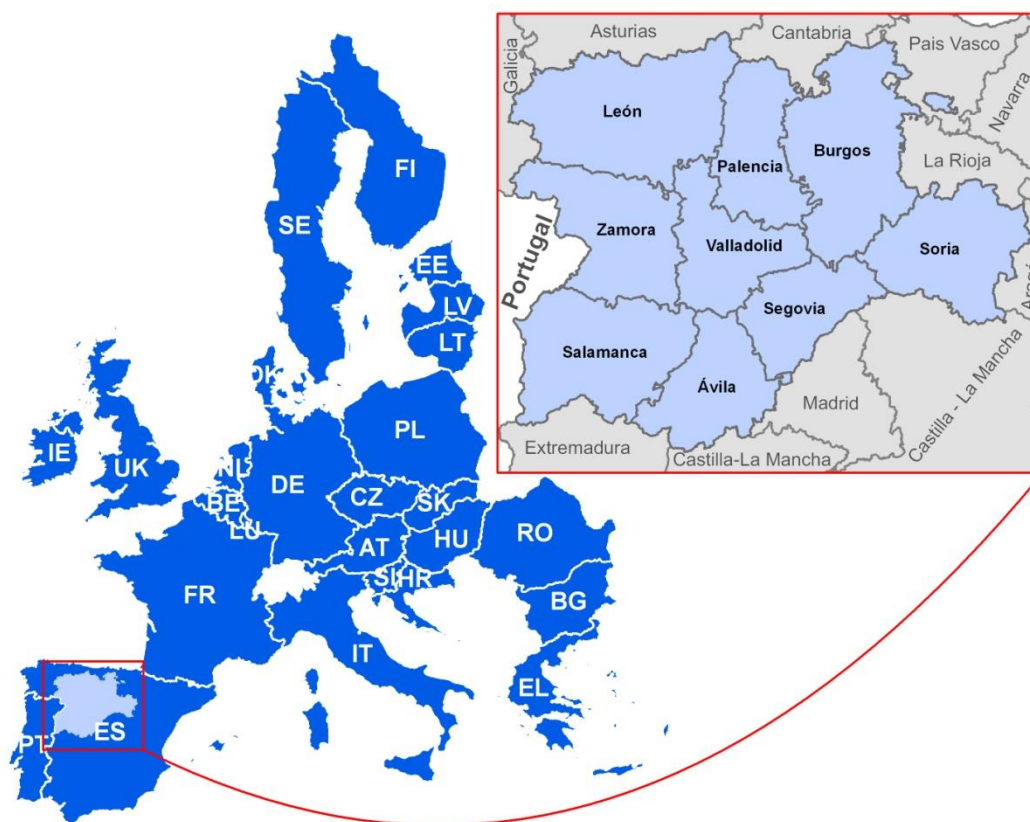 Asturias
Cantabria
Pais Vasco
Galicia
Navarra
León
Palencia
Burgos
La Rioja
Zamora
Valladolid
Soria
Portugal
Segovia
Salamanca
Ávila
Madrid
Extremadura
Castilla-La Mancha
Castilla - La Mancha
FI
SE
EE
LV
LT
DK
IE
UK
NL
PL
DE
BE
LU
CZ
SK
AT
HU
RO
FR
SI
HR
BG
IT
EL
PT
ES